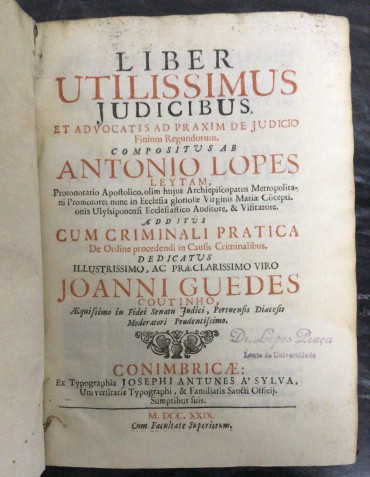 LIBER
UTILISSIMUS
JUDICIBUS,
ET ADVOCATIS AD PRAXIM DE JUDICIO
Finium Regundorum.
COMPOSITUS AB
ANTONIO LOPES
LEYTAM,
Protonotario Apostolico, olim hujus Archiepiscopatus Metropolita-
ni Promotore; nunc in Ecclesia gloriosæ Virginis Mariæ Cõcepti-
onis Ulysiponensi Ecclesiastico Auditore, & Visitatore.
ADDITUS
CUM CRIMINALI PRATICA
De Ordine procedendi in Causis Criminalibus.
DEDICATUS
ILLUSTRISSIMO, AC PRÆCLARISSIMO VIRO
JOANNI GUEDES
COUTINHO,
Æquissimo in Fidei Senatu Judici, Portuensis Diæcesis
Moderatori Prudentissimo.
Dr. Lopes Praça
Lente da Universidade
CONIMBRICÆ:
Ex Typographia JOSEPHI ANTUNES A' SYLVA,
Universitatis Typographi, & Familiaris Sancti Officij.
Sumptibus suis.
M. DCC. XXIX.
Cum Facultate Superiorum.